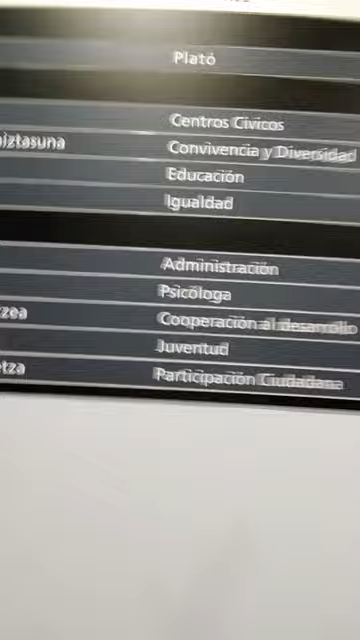 Plató
Centros Cívicos
iztasuna Convivencia y Diversidad
Educación
Igualdad
Administración
Psicóloga
zea Cooperación al desarrollo
Juventud
etza Participación Ciudadana